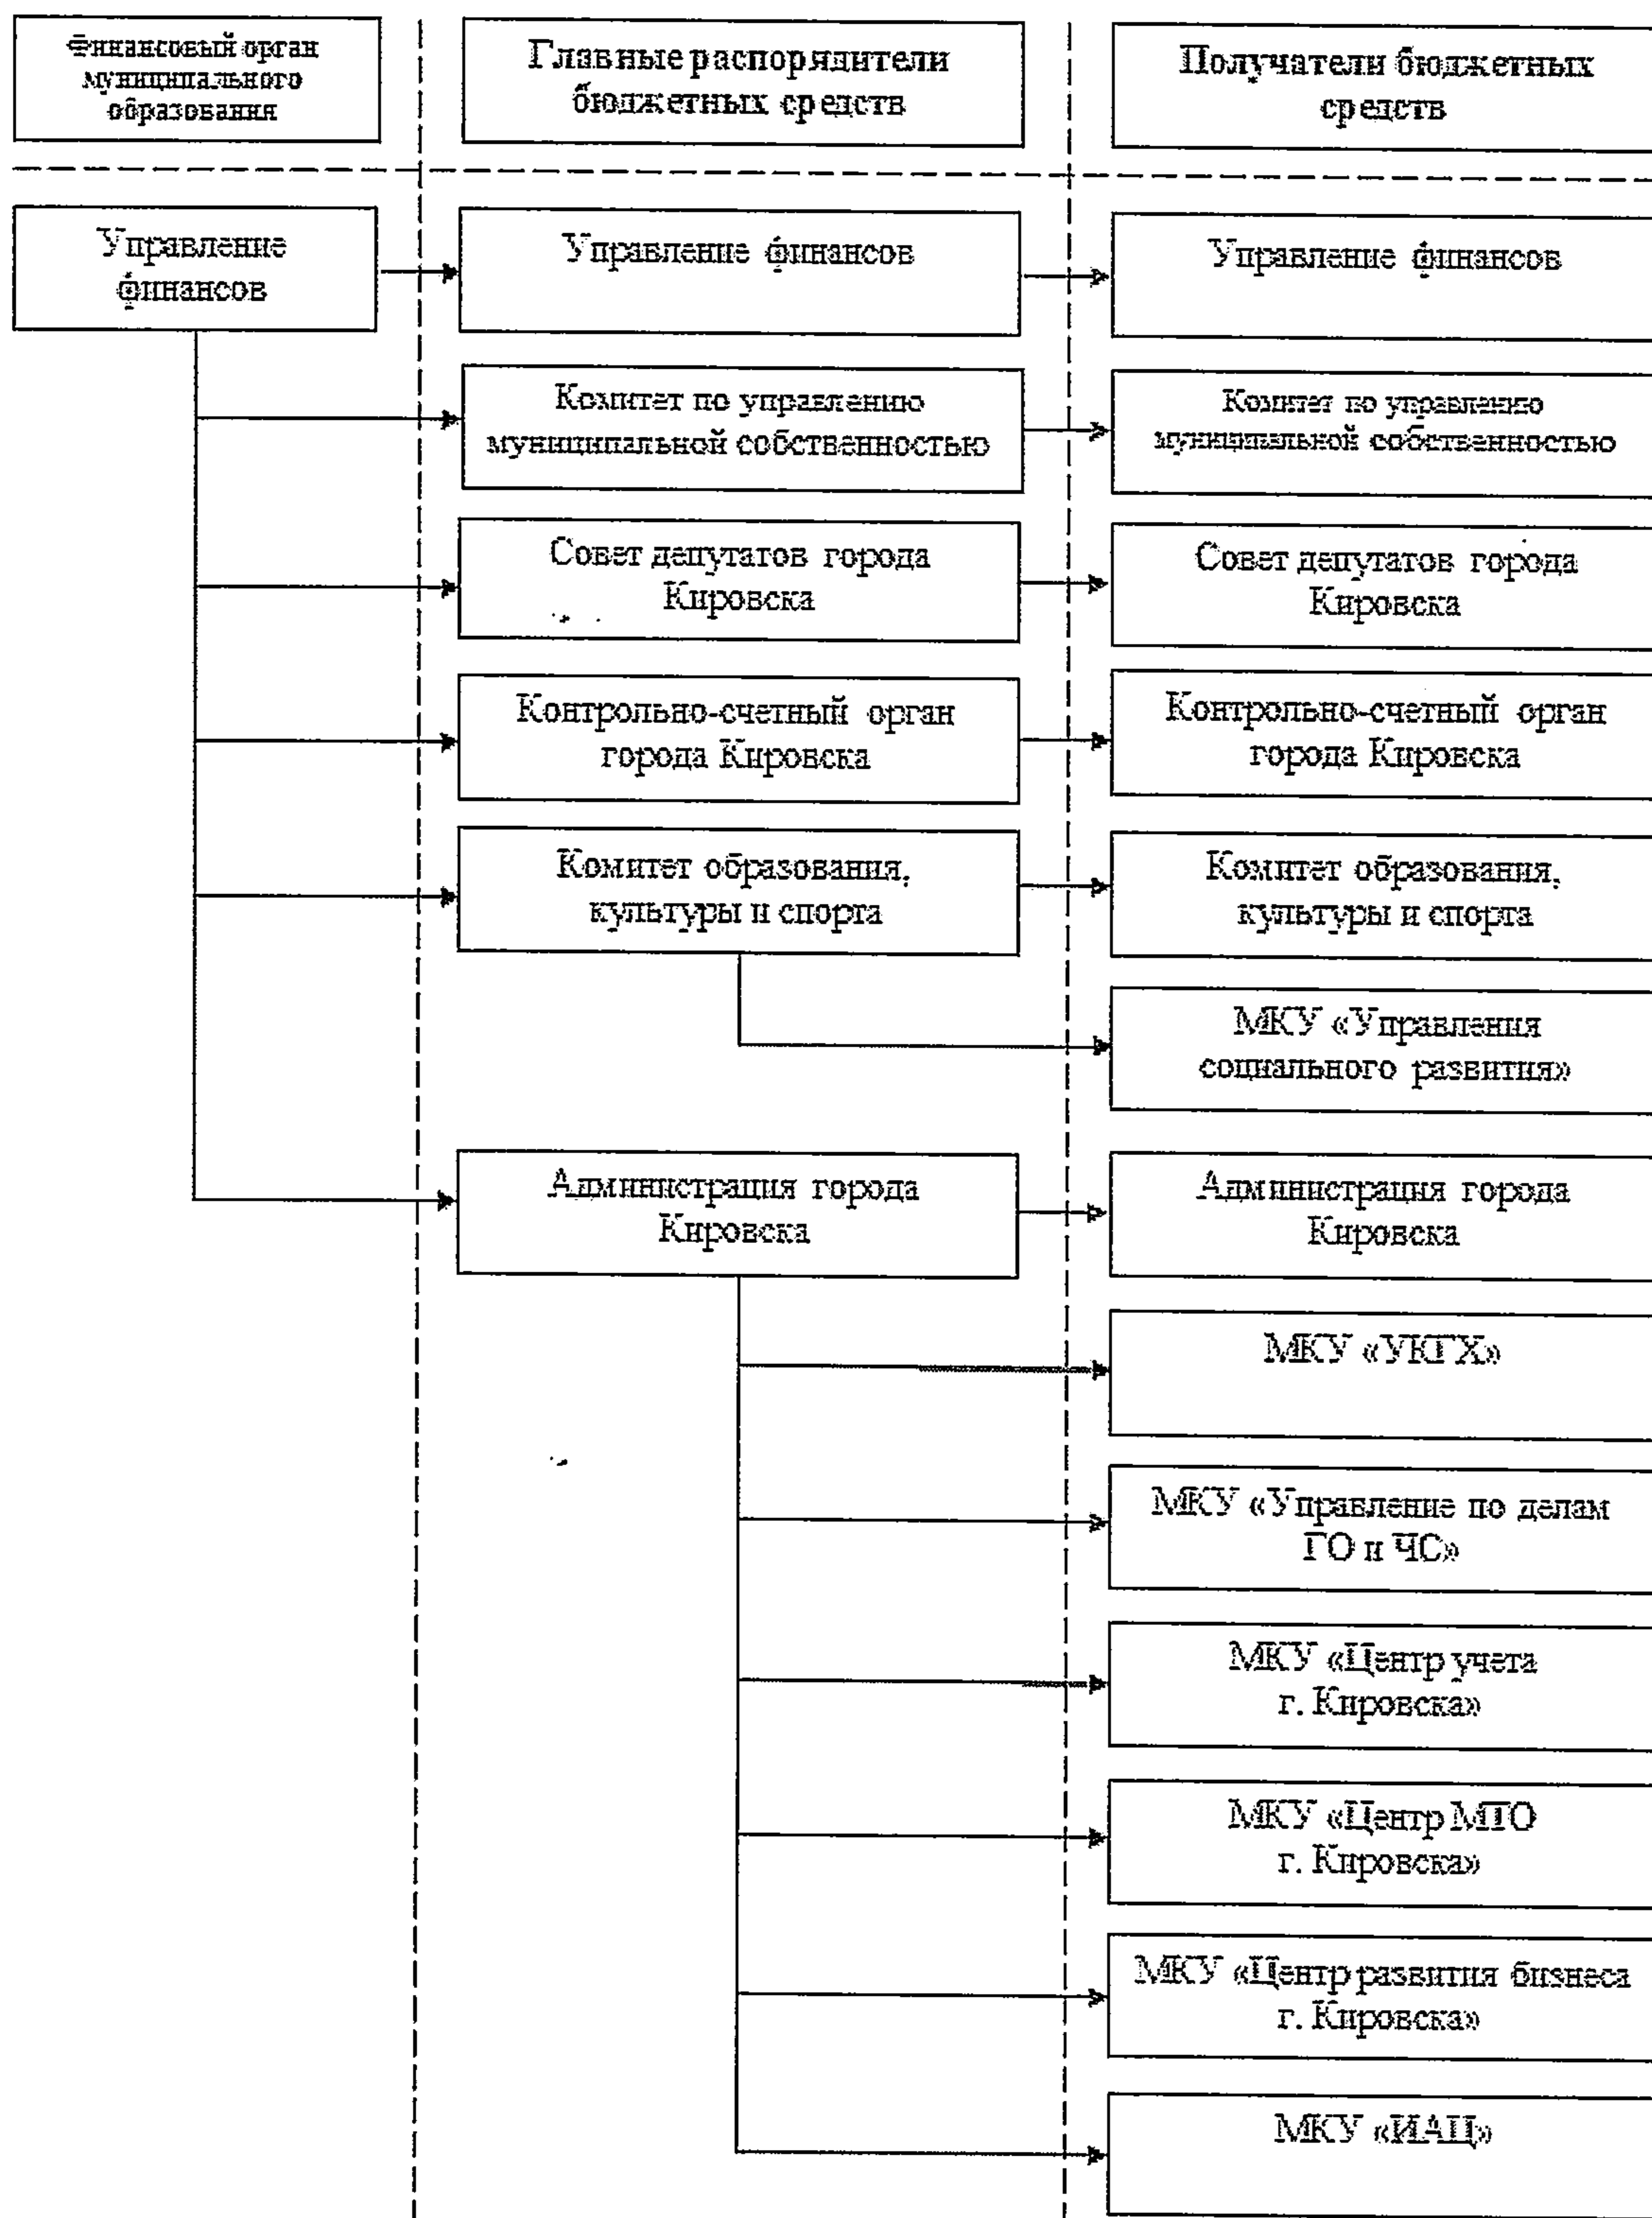 Финансовый орган
муниципального
образования
Главные распорядители
бюджетных средств
Получатели бюджетных
средств
Управление
финансов
Управление финансов
Управление финансов
Комитет по управлению
муниципальной собственностью
Комитет по управлению
муниципальной собственностью
Совет депутатов города
Кировска
Совет депутатов города
Кировска
Контрольно-счетный орган
города Кировска
Контрольно-счетный орган
города Кировска
Комитет образования,
культуры и спорта
Комитет образования,
культуры и спорта
МКУ «Управления
социального развития»
Администрация города
Кировска
Администрация города
Кировска
МКУ «УКГХ»
МКУ «Управление по делам
ГО и ЧС»
МКУ «Центр учета
г. Кировска»
МКУ «Центр МТО
г. Кировска»
МКУ «Центр развития бизнеса
г. Кировска»
МКУ «ИАЦ»